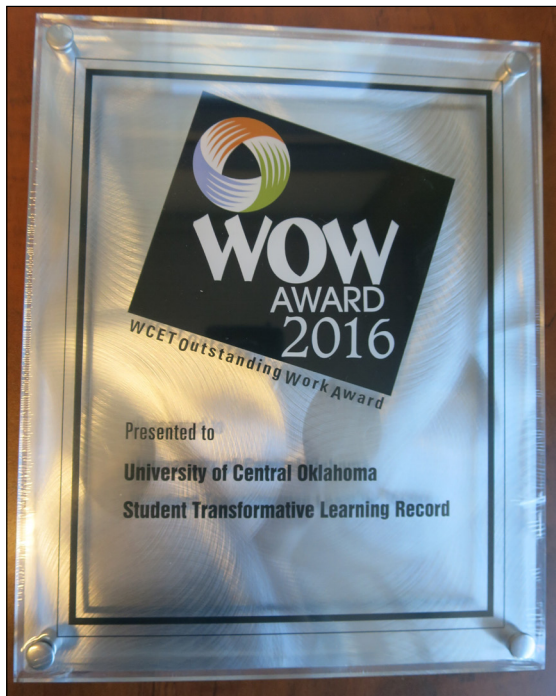 WOW
AWARD
2016
WCET Outstanding Work Award
Presented to
University of Central Oklahoma
Student Transformative Learning Record